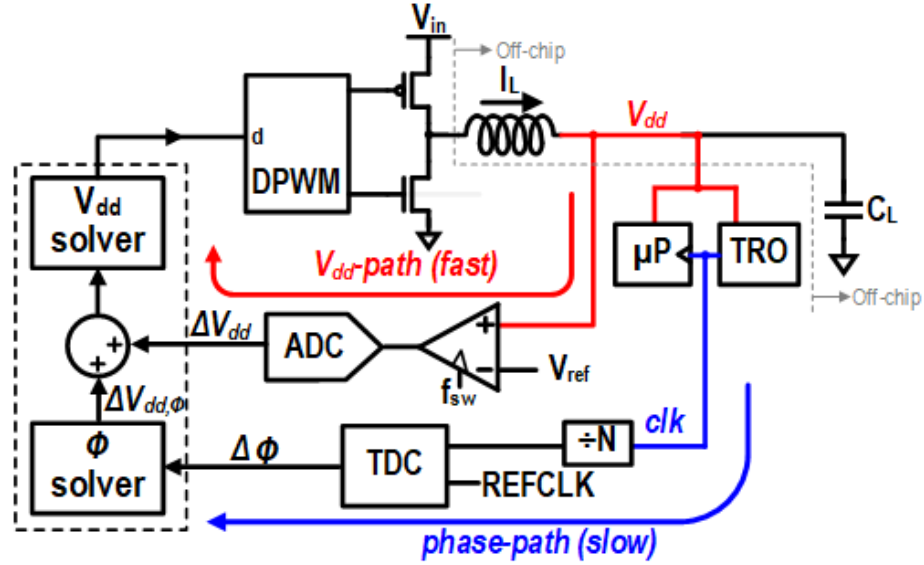 Vin
Off-chip
IL
Vdd
d
DPWM
Vdd
solver
CL
μP
TRO
Vdd-path (fast)
Off-chip
ΔVdd
ADC
+
−
Vref
fsw
+
+
ΔVdd,Φ
clk
÷N
Φ
solver
ΔΦ
TDC
REFCLK
phase-path (slow)